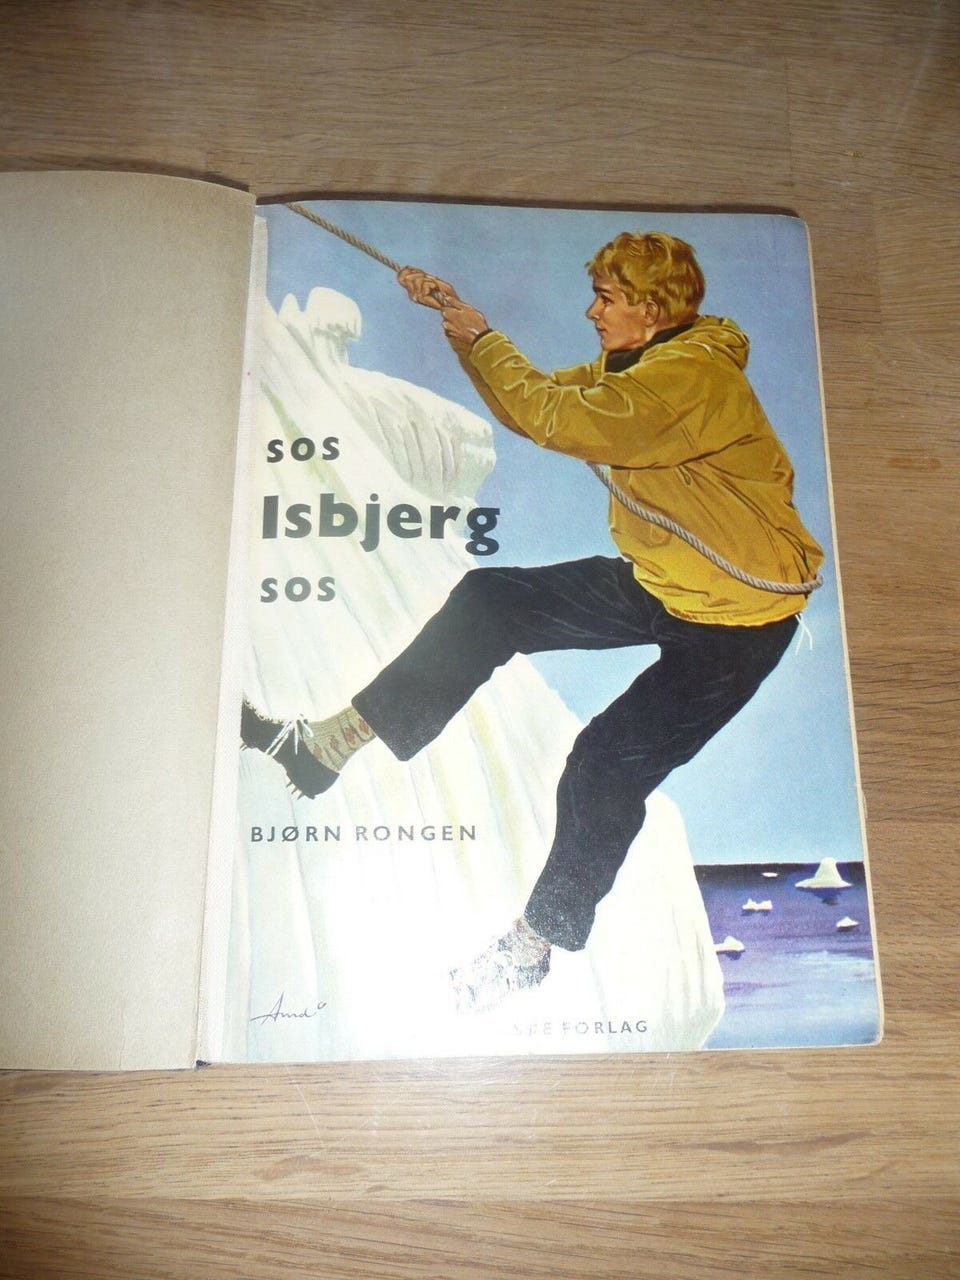 SOS
Isbjerg
SOS
BJØRN RONGEN
FORLAG